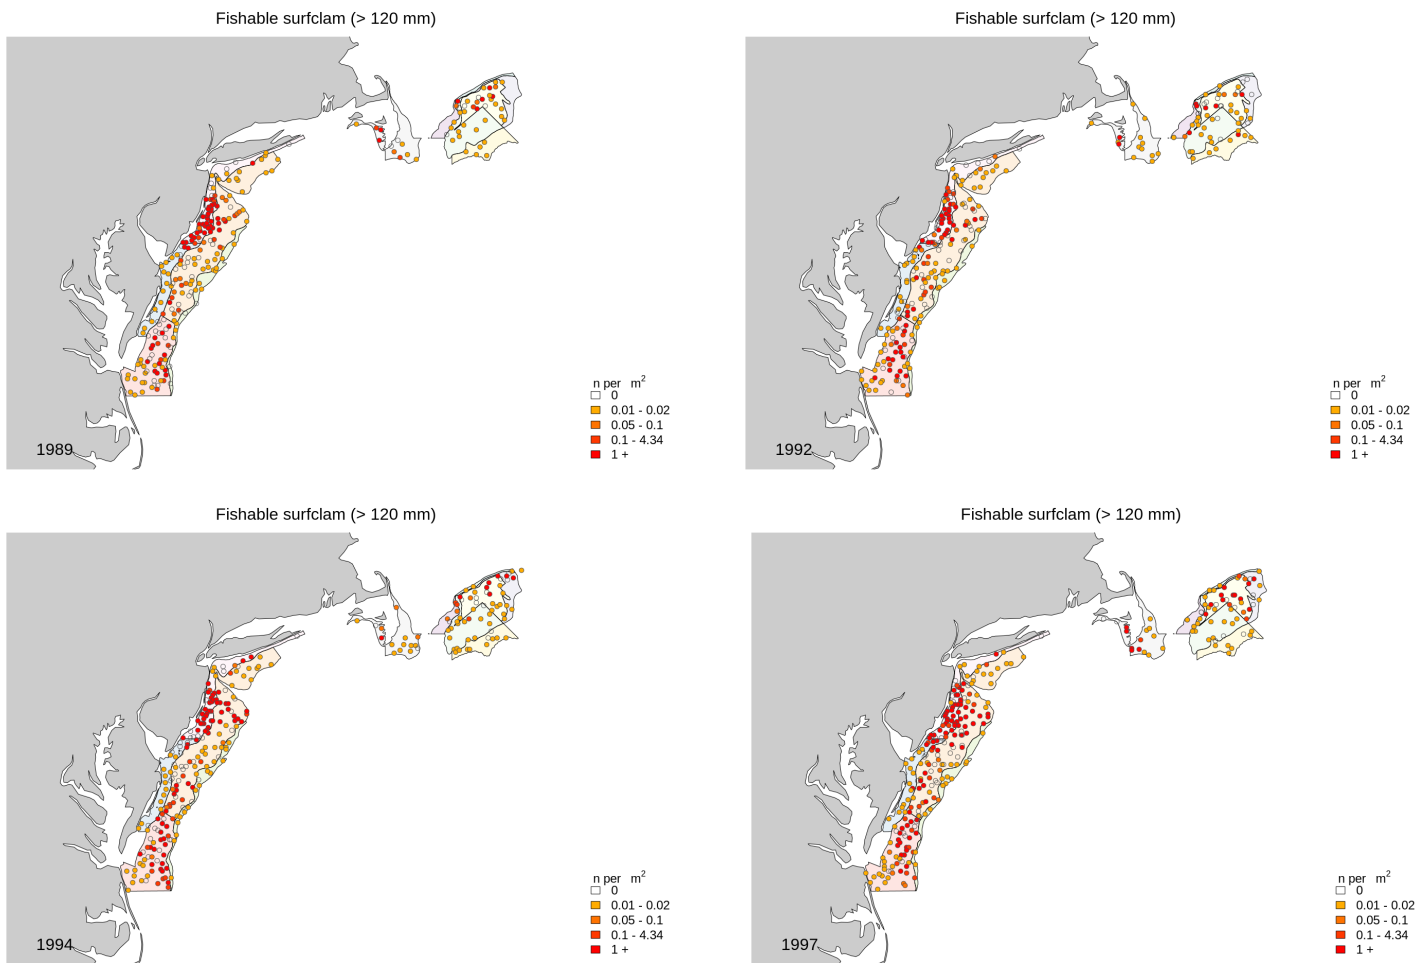 Fishable surfclam (> 120 mm)
n per m²
0
0.01 - 0.02
0.05 - 0.1
0.1 - 4.34
1 +
1989
Fishable surfclam (> 120 mm)
n per m²
0
0.01 - 0.02
0.05 - 0.1
0.1 - 4.34
1 +
1992
Fishable surfclam (> 120 mm)
n per m²
0
0.01 - 0.02
0.05 - 0.1
0.1 - 4.34
1 +
1994
Fishable surfclam (> 120 mm)
n per m²
0
0.01 - 0.02
0.05 - 0.1
0.1 - 4.34
1 +
1997